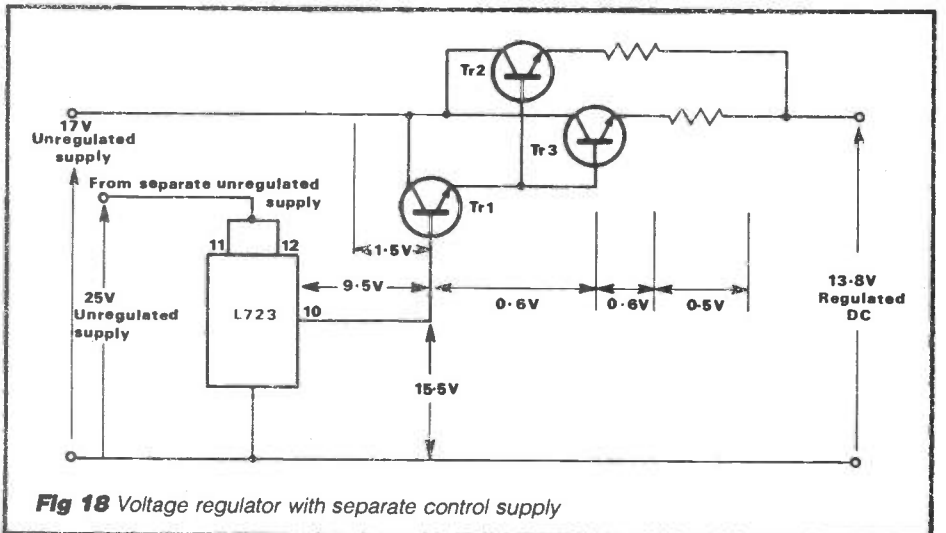 Tr2
Tr3
17V
Unregulated
supply
From separate unregulated
supply
Tr1
11 12
1·5V
9·5V
25V
Unregulated
supply
L723
10
0·6V
0·6V
0·5V
13·8V
Regulated
DC
15·5V
Fig 18 Voltage regulator with separate control supply